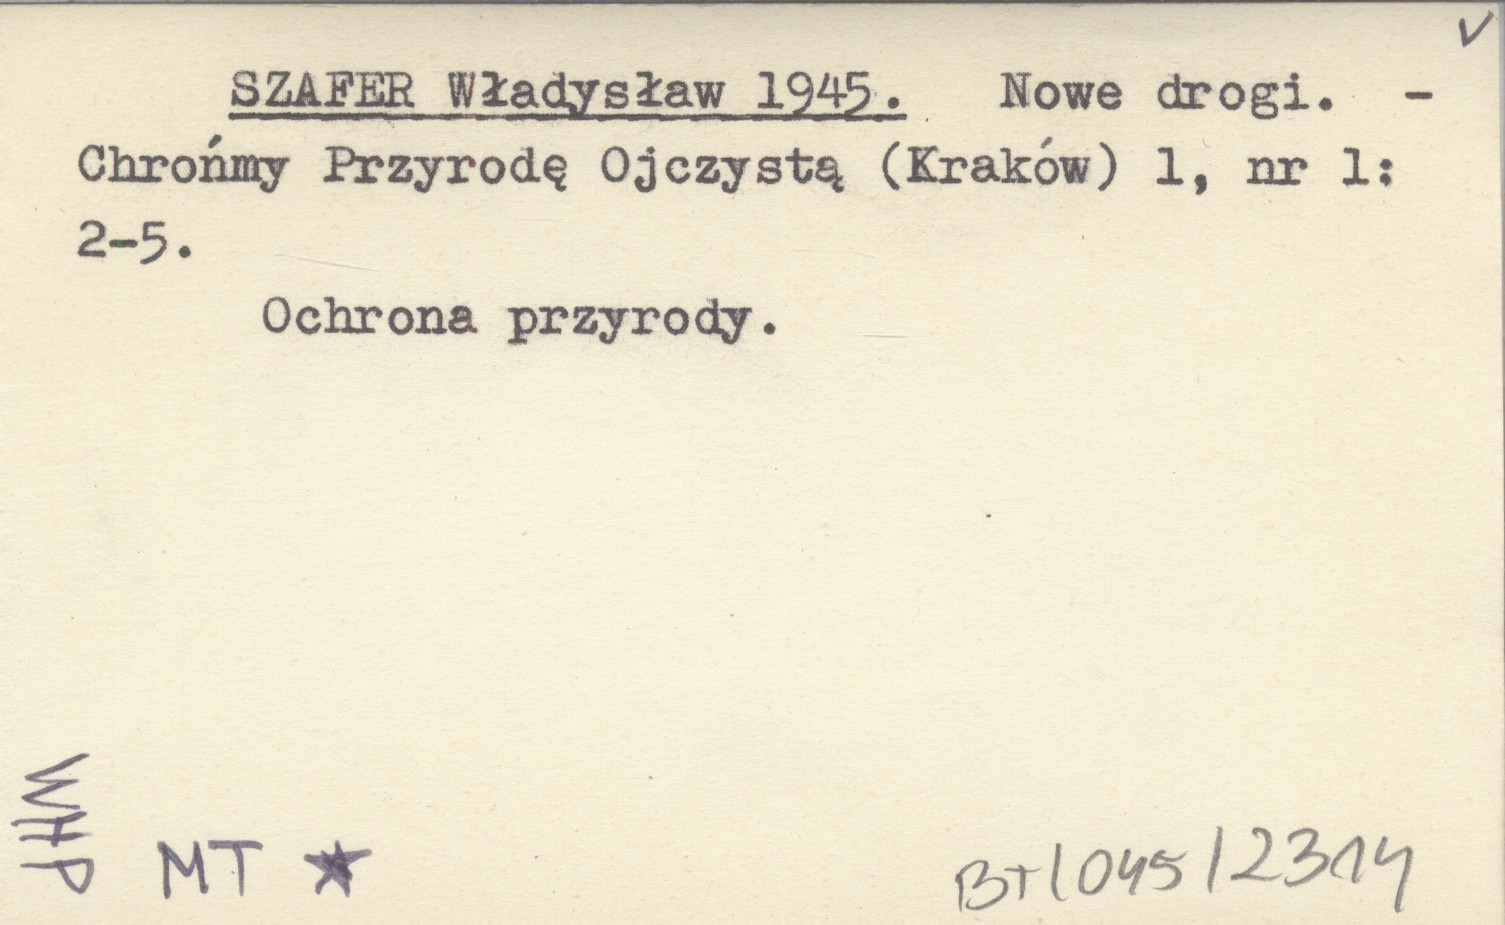 V
SZAFER Władysław 1945. Nowe drogi. -
Chrońmy Przyrodę Ojczystą (Kraków) 1, nr 1:
2-5.
Ochrona przyrody.
WHP
MT ★
B+/045/2314